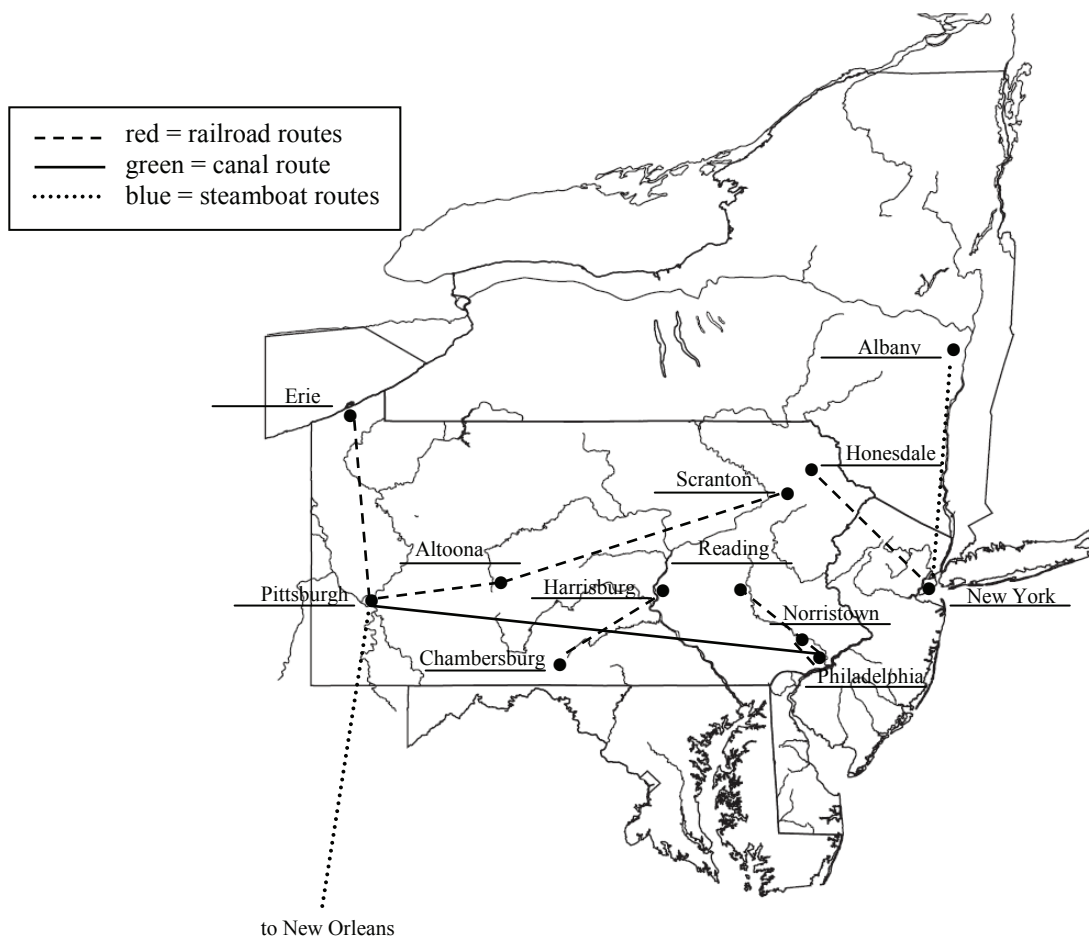 red = railroad routes
green = canal route
blue = steamboat routes
Albany
Erie
Honesdale
Scranton
Altoona
Reading
Pittsburgh
Harrisburg
New York
Norristown
Chambersburg
Philadelphia
to New Orleans